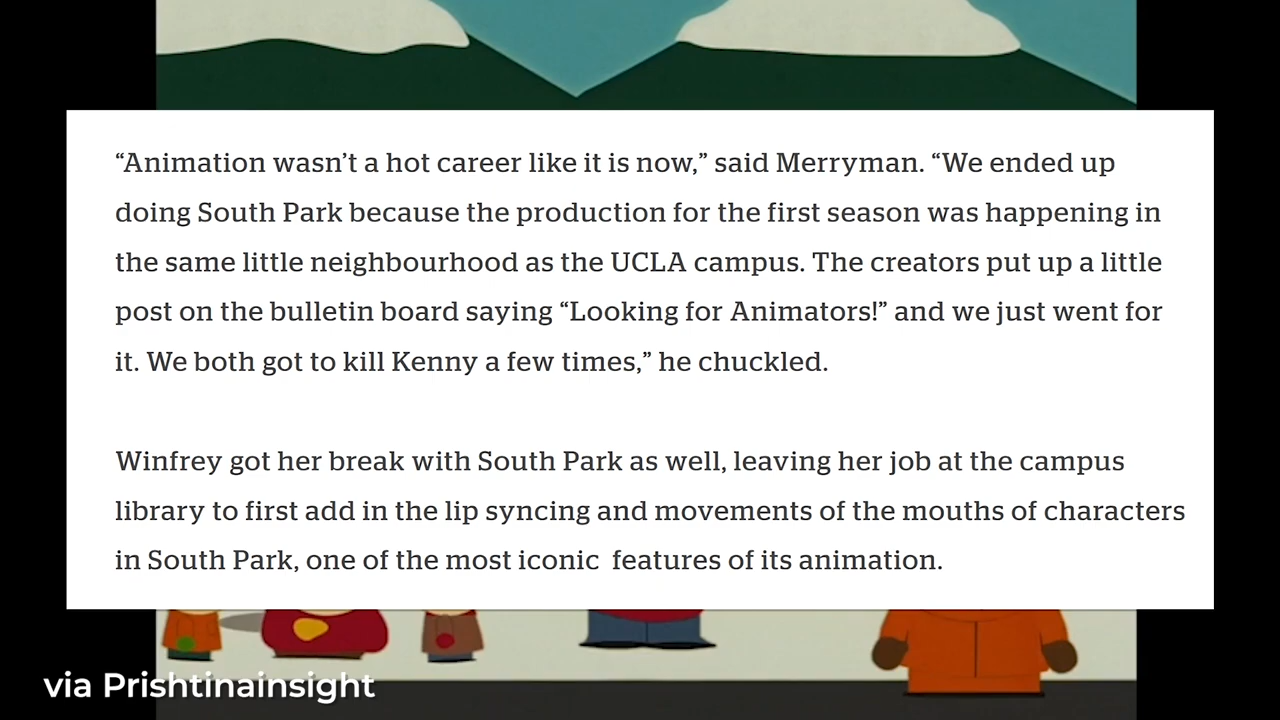 “Animation wasn’t a hot career like it is now,” said Merryman. “We ended up
doing South Park because the production for the first season was happening in
the same little neighbourhood as the UCLA campus. The creators put up a little
post on the bulletin board saying “Looking for Animators!” and we just went for
it. We both got to kill Kenny a few times,” he chuckled.
Winfrey got her break with South Park as well, leaving her job at the campus
library to first add in the lip syncing and movements of the mouths of characters
in South Park, one of the most iconic  features of its animation.
via Prishtinainsight